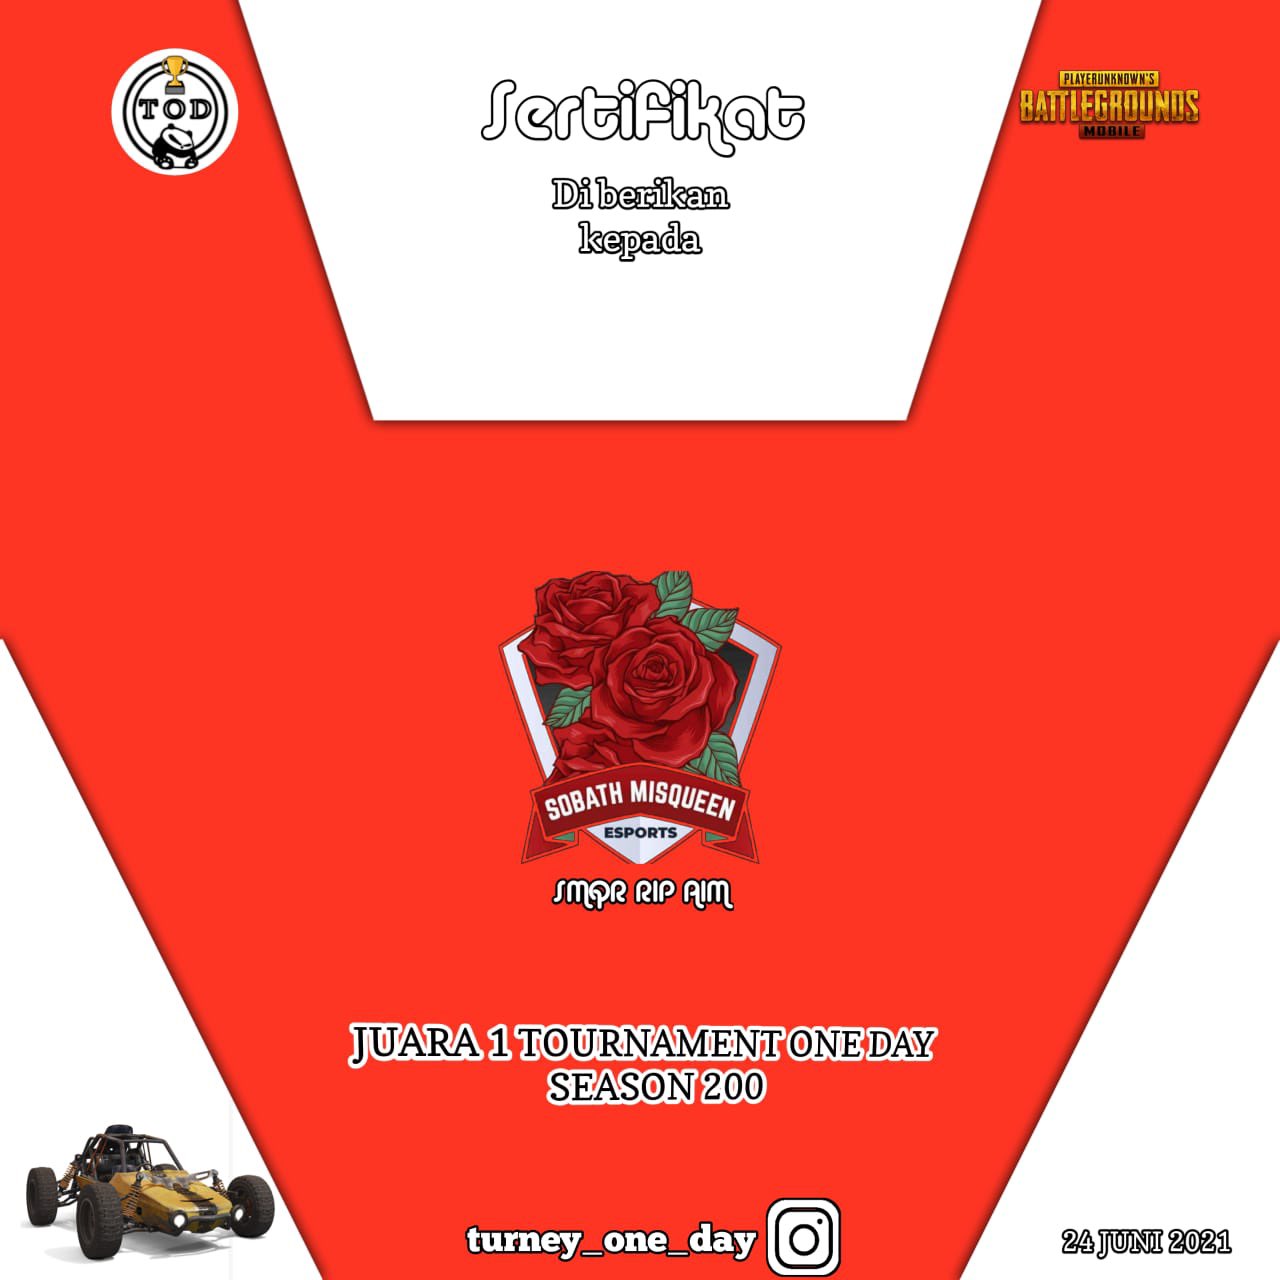 TOD
PLAYERUNKNOWN'S
BATTLEGROUNDS
MOBILE
Sertifikat
Di berikan
kepada
SOBATH MISQUEEN
ESPORTS
SMQR RIP AIM
JUARA 1 TOURNAMENT ONE DAY
SEASON 200
turney_one_day
24 JUNI 2021